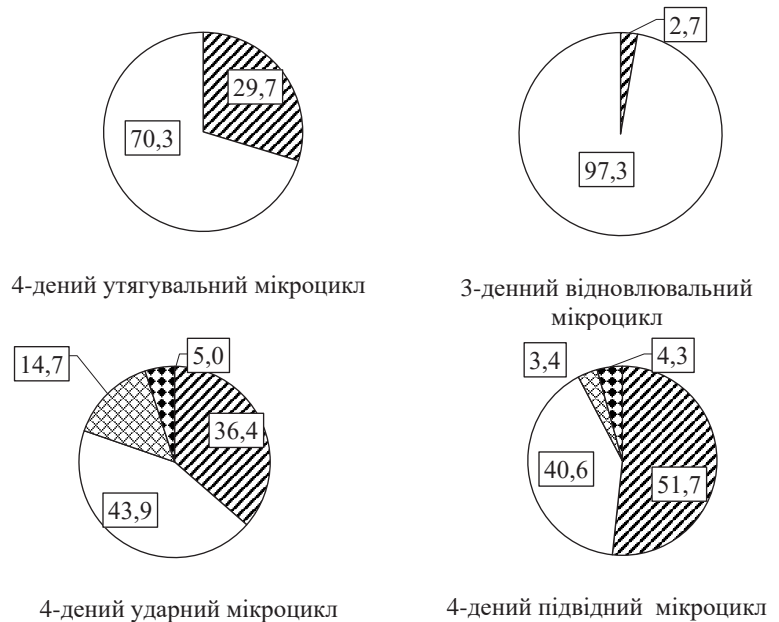 29,7
70,3
4-дений утягувальний мікроцикл
2,7
97,3
3-денний відновлювальний
мікроцикл
14,7
5,0
36,4
43,9
4-дений ударний мікроцикл
3,4
4,3
40,6
51,7
4-дений підвідний мікроцикл